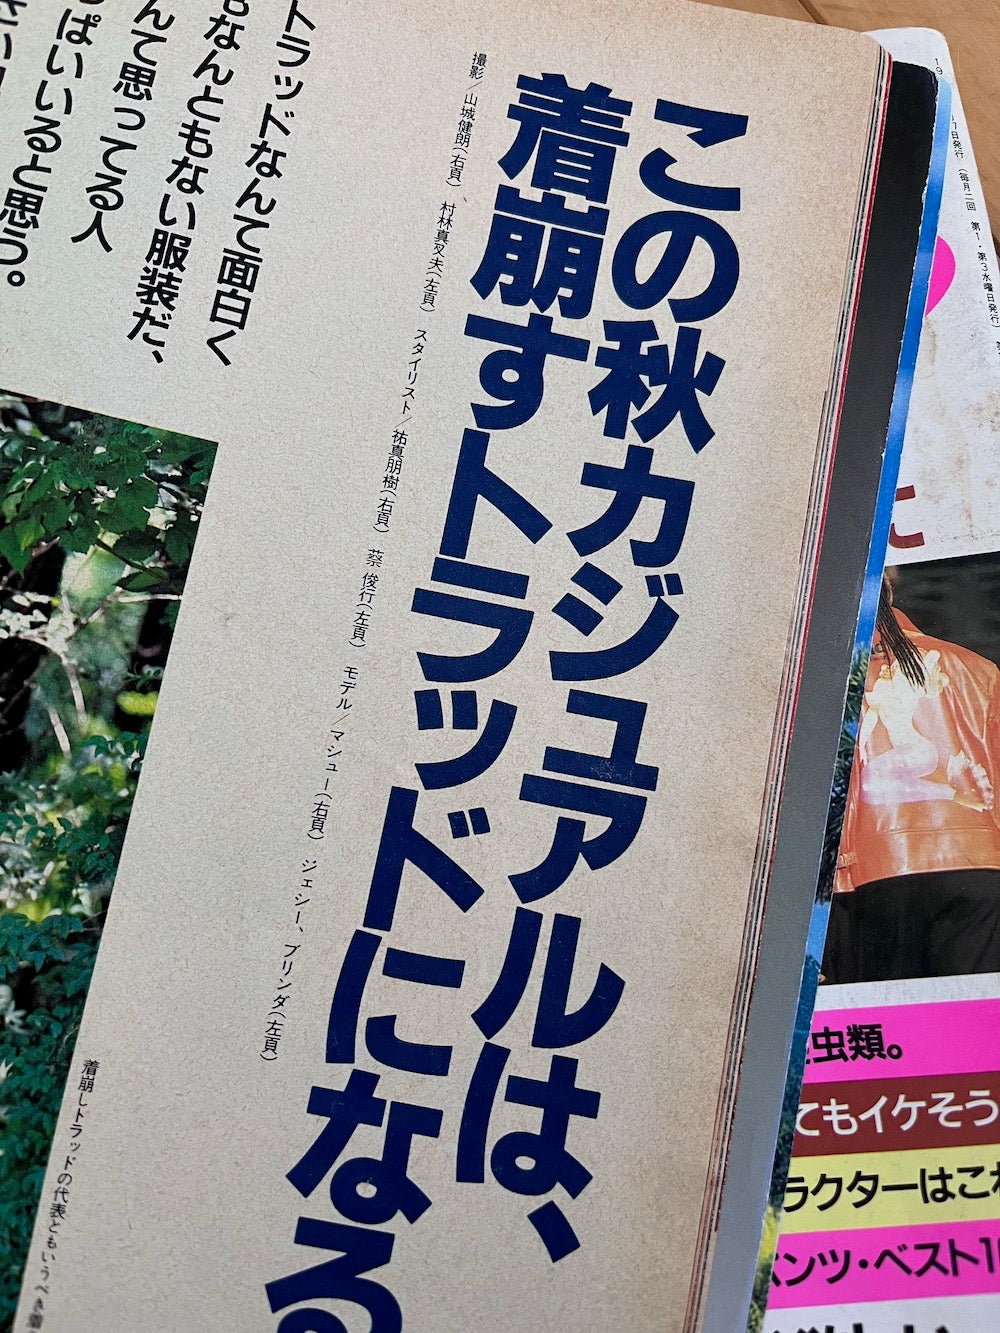 この秋カジュアルは、
着崩すトラッドになる
撮影／山城健朗(右頁)、村林真叉夫(左頁) スタイリスト／祐真朋樹(右頁) 蔡 俊行(左頁) モデル／マシュー(右頁) ジェシー、ブリンダ(左頁)
トラッドなんて面白く
もなんともない服装だ、
んて思ってる人
ぱいいると思う。
着崩しトラッドの代表ともいうべき
7日発行 (毎月二回 第1・第3水曜日発行)
に
虫類。
てもイケそう
ラクターはこれ
ンツ・ベスト10